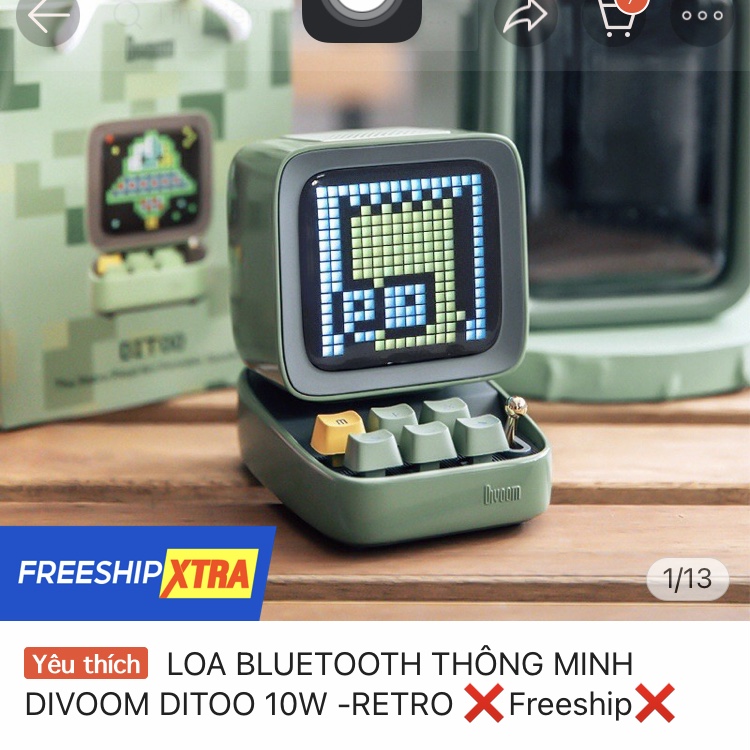 Divoom
DITOO
Divoom
FREESHIP XTRA
1/13
Yêu thích LOA BLUETOOTH THÔNG MINH
DIVOOM DITOO 10W -RETRO ❌Freeship❌